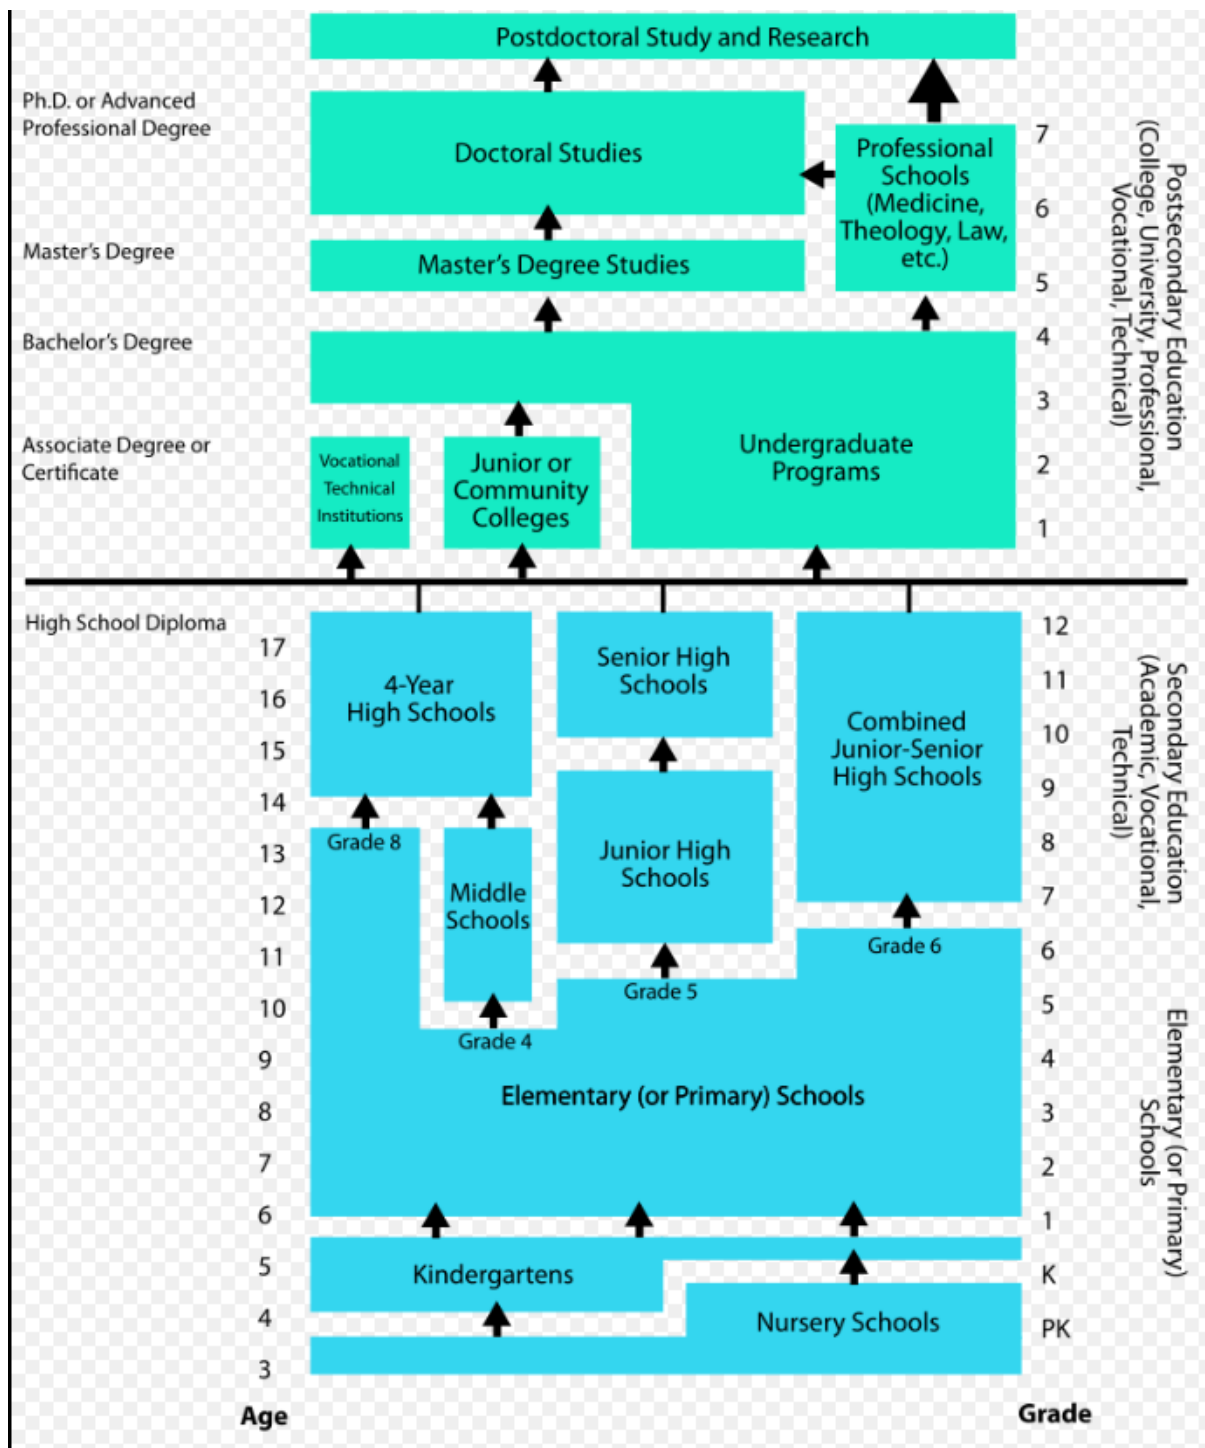 Postdoctoral Study and Research
Ph.D. or Advanced
Professional Degree
Doctoral Studies
Professional
Schools
(Medicine,
Theology, Law,
etc.)
7
6
Master's Degree
Master's Degree Studies
5
Bachelor's Degree
4
3
Associate Degree or
Certificate
Vocational
Technical
Institutions
Junior or
Community
Colleges
Undergraduate
Programs
2
1
Postsecondary Education
(College, University, Professional,
Vocational, Technical)
High School Diploma
17
16
15
14
13
12
11
10
9
8
7
6
5
4
3
4-Year
High Schools
Senior High
Schools
Combined
Junior-Senior
High Schools
Grade 8
Middle
Schools
Junior High
Schools
Grade 6
Grade 5
Grade 4
Elementary (or Primary) Schools
Kindergartens
Nursery Schools
12
11
10
9
8
7
6
5
4
3
2
1
K
PK
Secondary Education
(Academic, Vocational,
Technical)
Elementary (or Primary)
Schools
Age
Grade